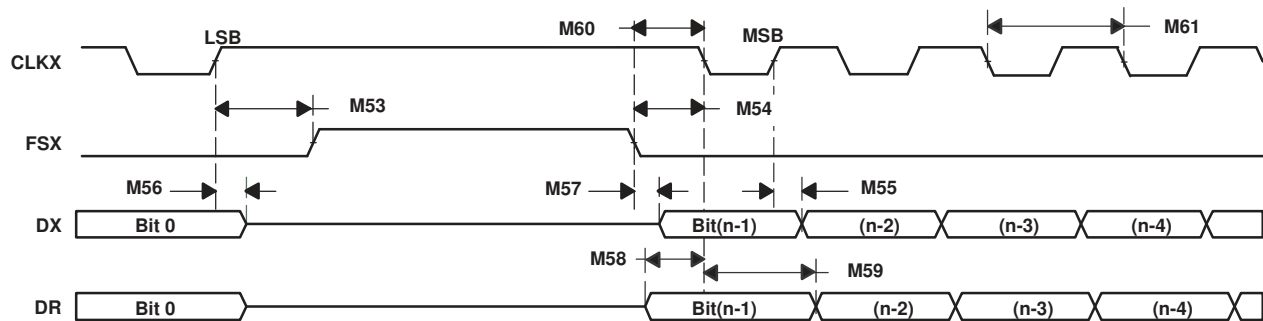 LSB M60 MSB M61
CLKX
M53 M54
FSX
M56 M57 M55
DX Bit 0 Bit(n-1) (n-2) (n-3) (n-4)
M58 M59
DR Bit 0 Bit(n-1) (n-2) (n-3) (n-4)